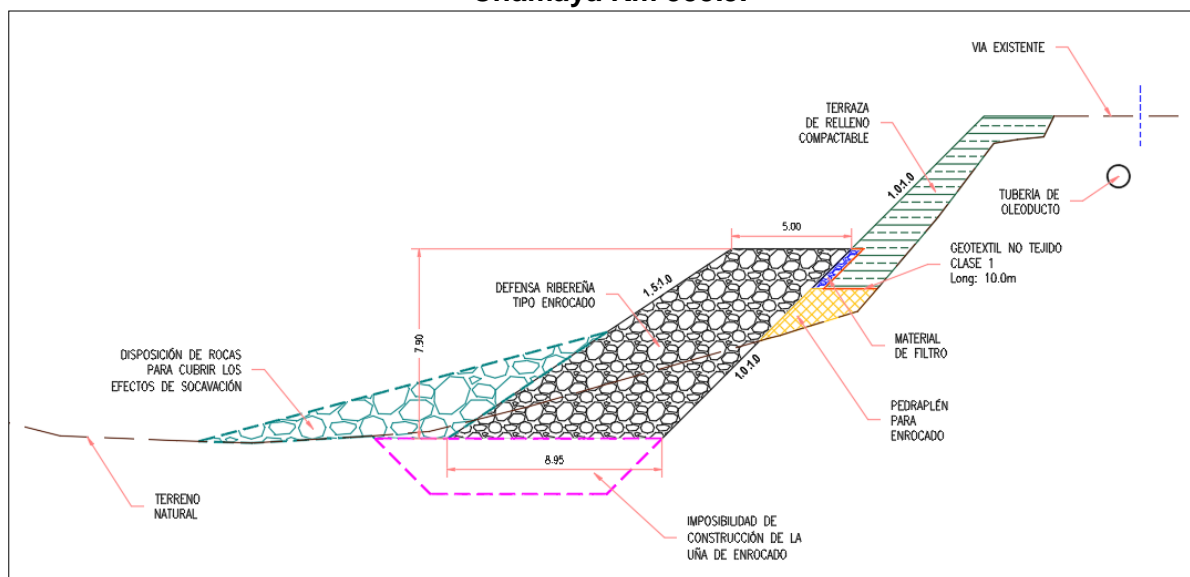 VIA EXISTENTE
TERRAZA
DE RELLENO
COMPACTABLE
1.0:1.0
TUBERÍA DE
OLEODUCTO
5.00
GEOTEXTIL NO TEJIDO
CLASE 1
Long: 10.0m
DEFENSA RIBEREÑA
TIPO ENROCADO
1.5:1.0
7.90
DISPOSICIÓN DE ROCAS
PARA CUBRIR LOS
EFECTOS DE SOCAVACIÓN
MATERIAL
DE FILTRO
1.0:1.0
PEDRAPLÉN
PARA
ENROCADO
8.95
TERRENO
NATURAL
IMPOSIBILIDAD DE
CONSTRUCCIÓN DE LA
UÑA DE ENROCADO